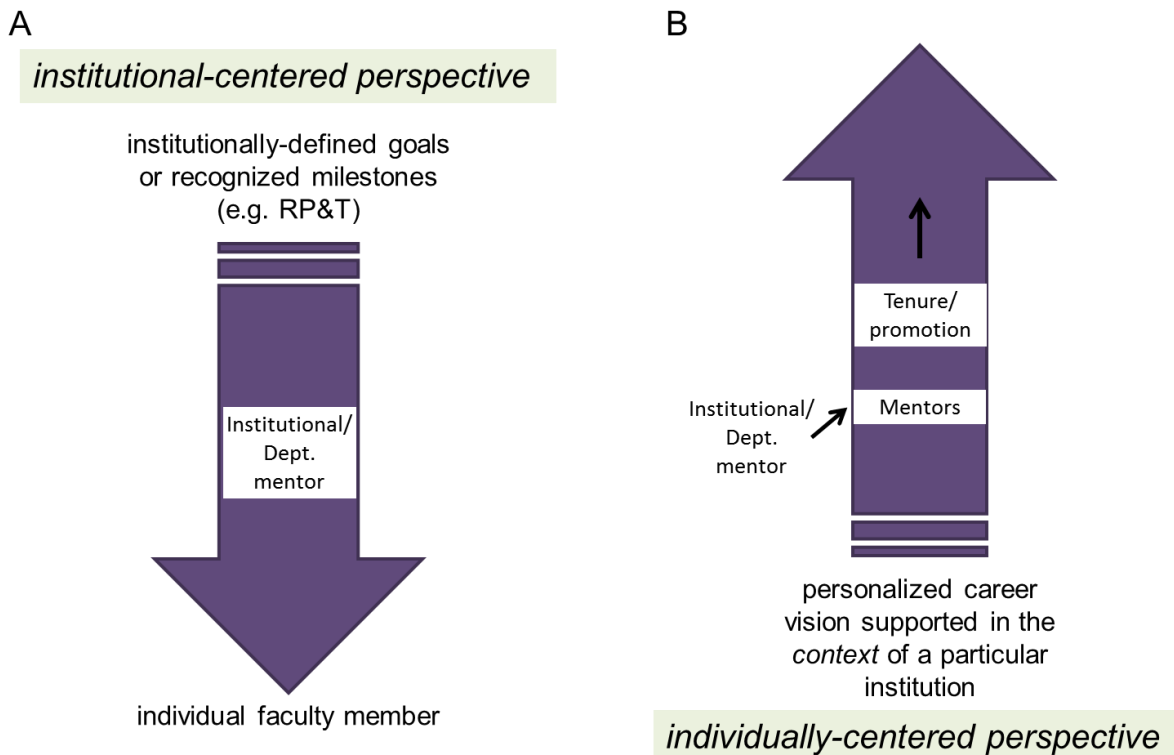 A
institutional-centered perspective
institutionally-defined goals
or recognized milestones
(e.g. RP&T)
Institutional/
Dept.
mentor
individual faculty member
B
Tenure/
promotion
Mentors
Institutional/
Dept.
mentor
personalized career
vision supported in the
context of a particular
institution
individually-centered perspective